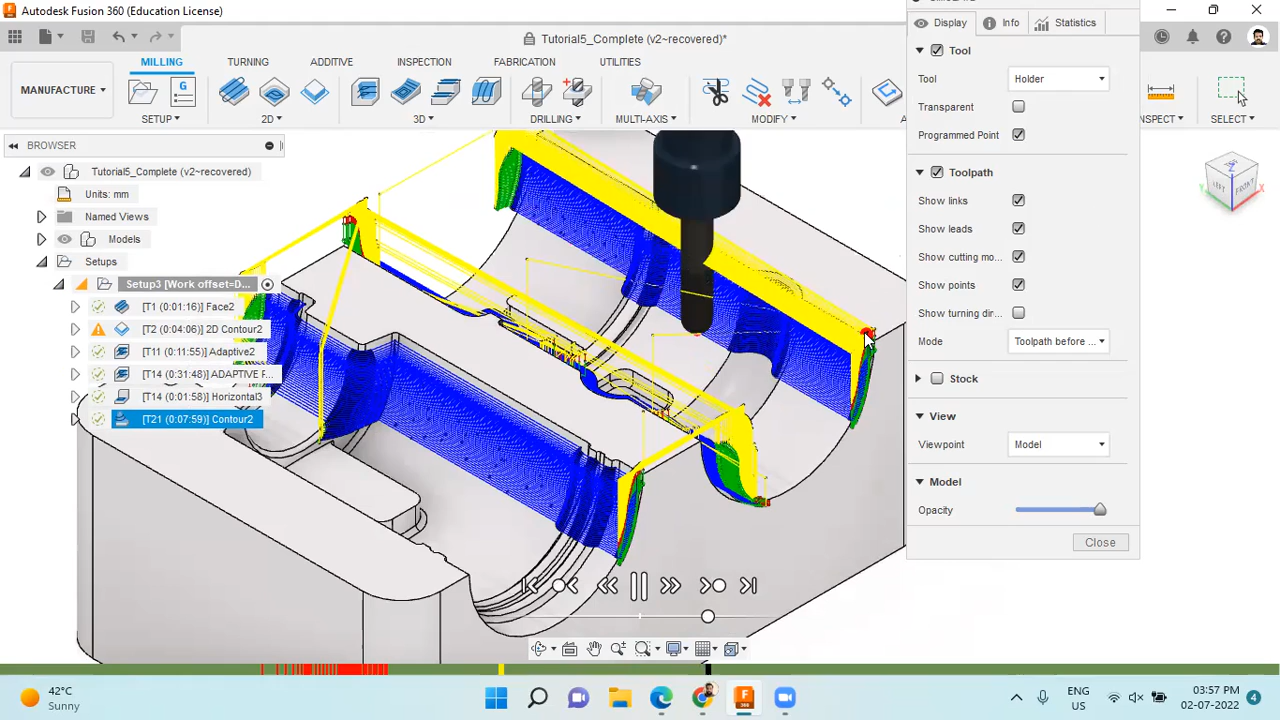 Autodesk Fusion 360 (Education License)
Tutorial5_Complete (v2~recovered)*
MILLING TURNING ADDITIVE INSPECTION FABRICATION UTILITIES
MANUFACTURE
G
SETUP 2D 3D DRILLING MULTI-AXIS MODIFY NSPECT SELECT
BROWSER
Tutorial5_Complete (v2~recovered)
Units: mm
Named Views
Models
Setups
Setup3 [Work offset=D...
[T1 (0:01:16)] Face2
[T2 (0:04:06)] 2D Contour2
[T11 (0:11:55)] Adaptive2
[T14 (0:31:48)] ADAPTIVE F...
[T14 (0:01:58)] Horizontal3
[T21 (0:07:59)] Contour2
Display Info Statistics
Tool
Tool Holder
Transparent
Programmed Point
Toolpath
Show links
Show leads
Show cutting mo...
Show points
Show turning dir...
Mode Toolpath before ...
Stock
View
Viewpoint Model
Model
Opacity
Close
Z
LEFT FRONT
Y
X
42°C
Sunny
ENG
US
03:57 PM
02-07-2022
4